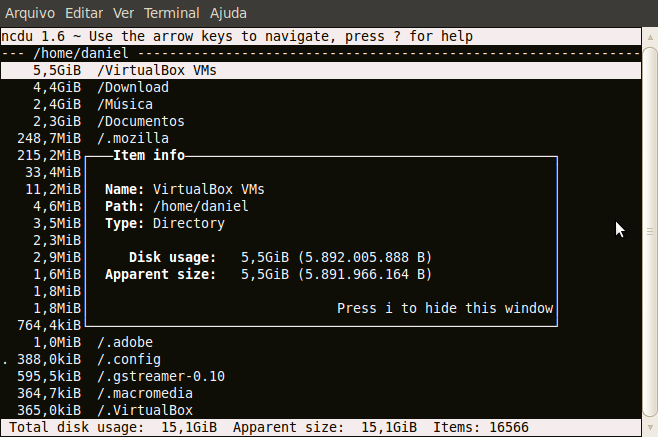 Arquivo Editar Ver Terminal Ajuda
ncdu 1.6 ~ Use the arrow keys to navigate, press ? for help
--- /home/daniel ----------------------------------------------------------------
5,5GiB /VirtualBox VMs
4,4GiB /Download
2,4GiB /Música
2,3GiB /Documentos
248,7MiB /.mozilla
215,2MiB Item info
33,4MiB
11,2MiB Name: VirtualBox VMs
4,6MiB Path: /home/daniel
3,5MiB Type: Directory
2,3MiB
2,9MiB Disk usage: 5,5GiB (5.892.005.888 B)
1,6MiB Apparent size: 5,5GiB (5.891.966.164 B)
1,8MiB
1,8MiB Press i to hide this window
764,4kiB
1,0MiB /.adobe
. 388,0kiB /.config
595,5kiB /.gstreamer-0.10
364,7kiB /.macromedia
365,0kiB /.VirtualBox
Total disk usage: 15,1GiB Apparent size: 15,1GiB Items: 16566